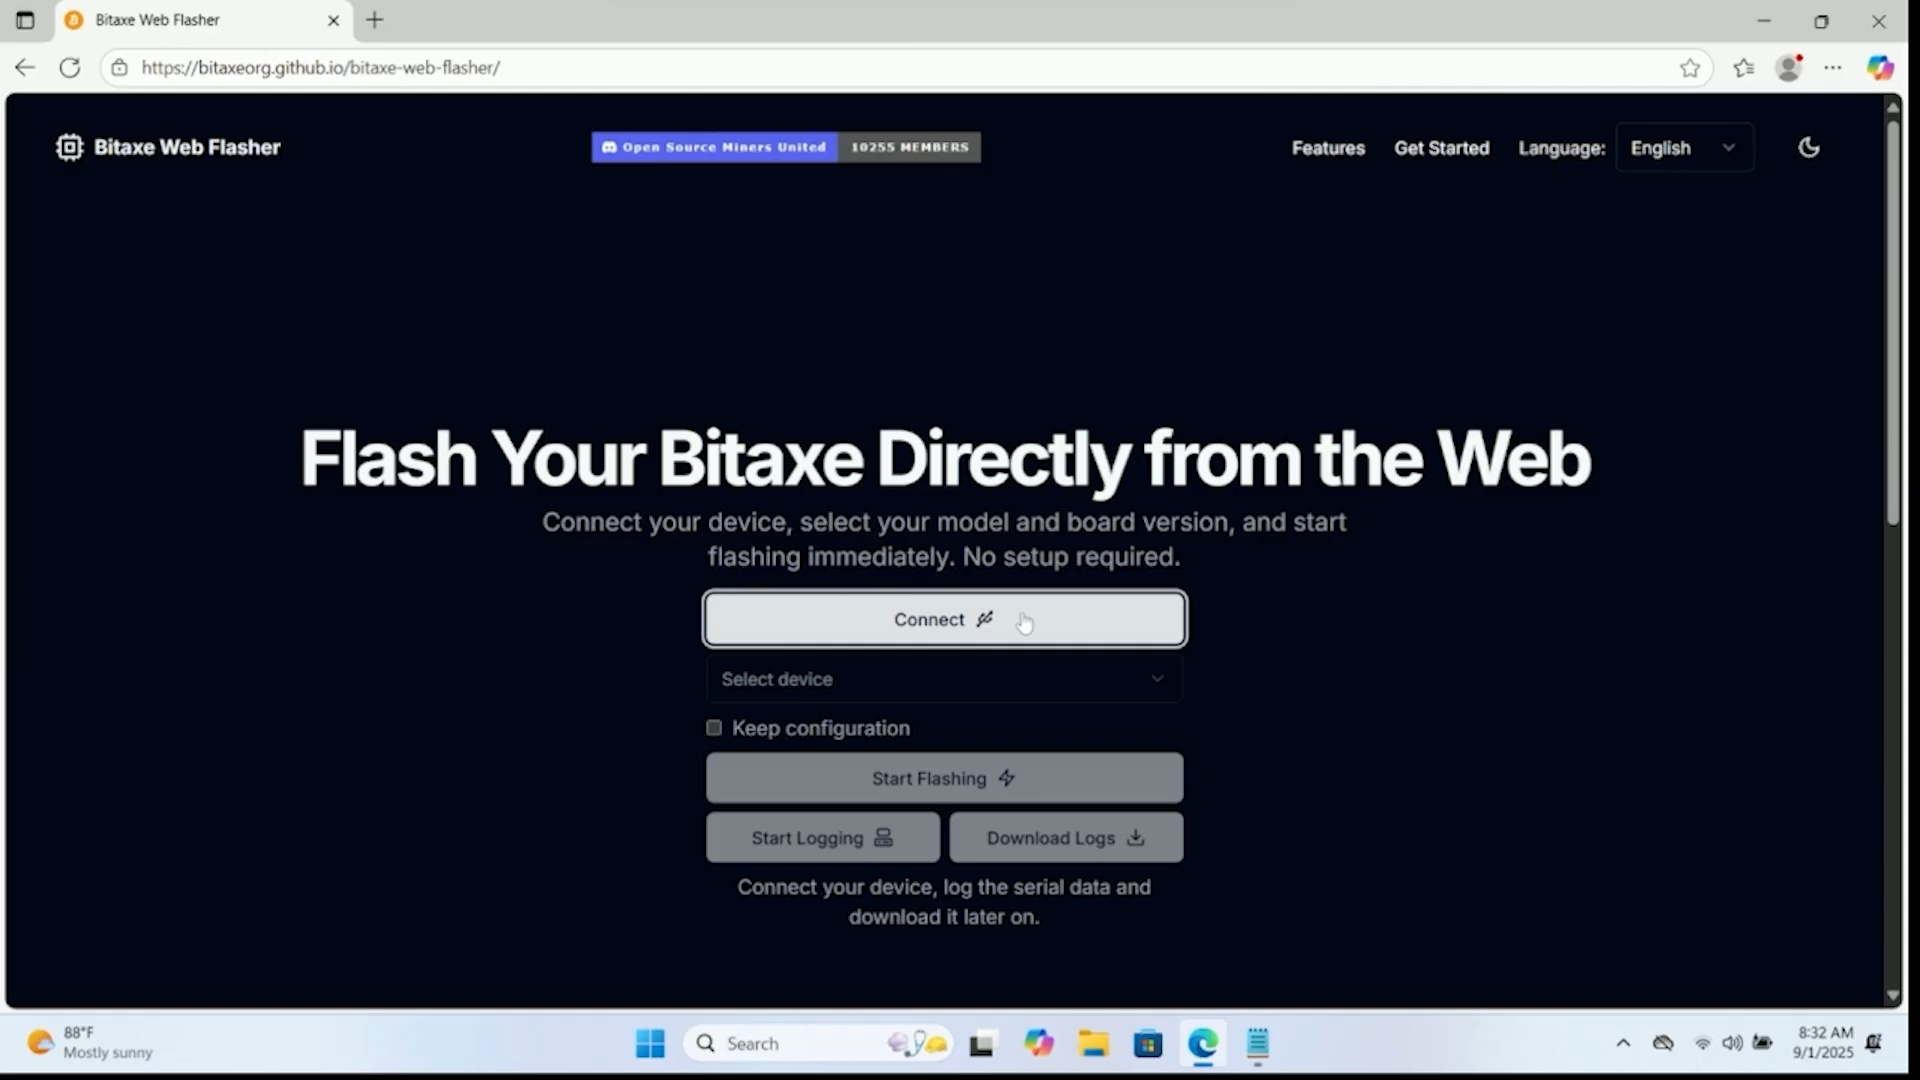 Bitaxe Web Flasher
https://bitaxeorg.github.io/bitaxe-web-flasher/
Bitaxe Web Flasher
Open Source Miners United 10255 MEMBERS
Features Get Started Language: English
Flash Your Bitaxe Directly from the Web
Connect your device, select your model and board version, and start
flashing immediately. No setup required.
Connect
Select device
Keep configuration
Start Flashing
Start Logging Download Logs
Connect your device, log the serial data and
download it later on.
88°F
Mostly sunny
Search
8:32 AM
9/1/2025